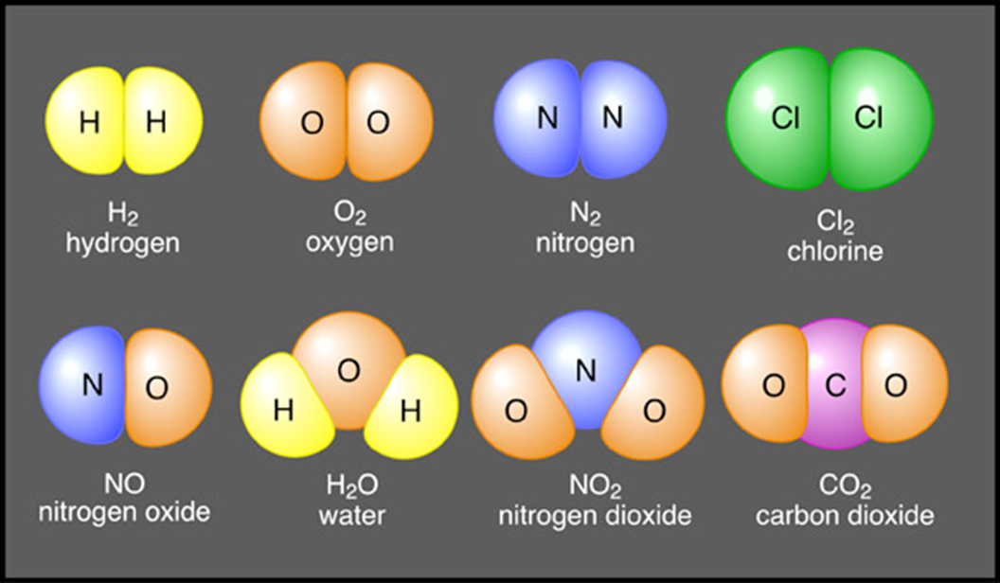 H H
O O
N N
Cl Cl
H₂
hydrogen
O₂
oxygen
N₂
nitrogen
Cl₂
chlorine
N O
H O H
O N O
O C O
NO
nitrogen oxide
H₂O
water
NO₂
nitrogen dioxide
CO₂
carbon dioxide